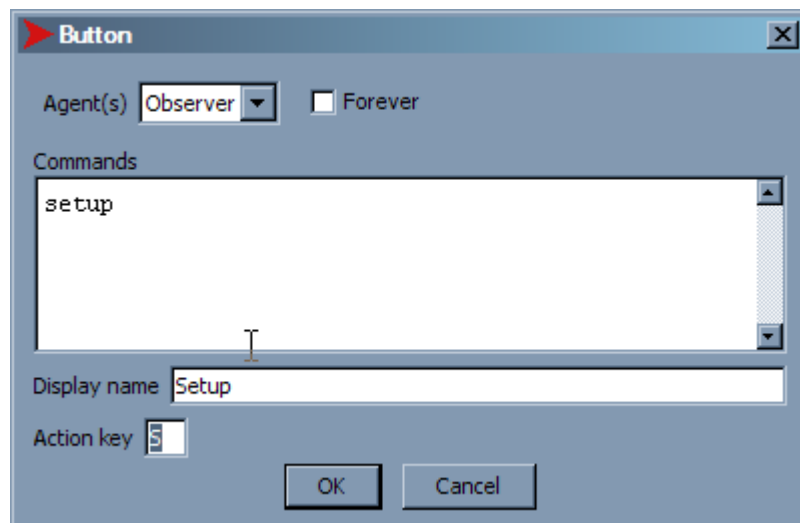 Button
Agent(s) Observer Forever
Commands
setup
Display name Setup
Action key S
OK Cancel